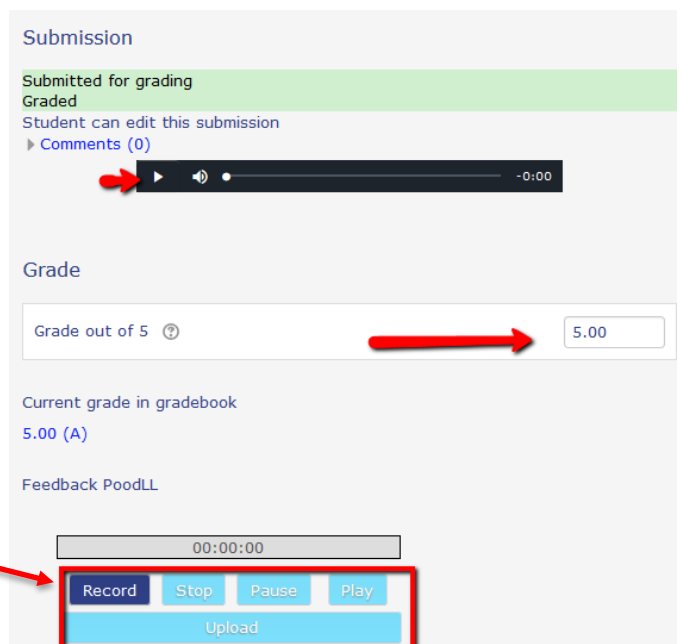 Submission
Submitted for grading
Graded
Student can edit this submission
Comments (0)
-0:00
Grade
Grade out of 5 ?
5.00
Current grade in gradebook
5.00 (A)
Feedback PoodLL
00:00:00
Record Stop Pause Play
Upload